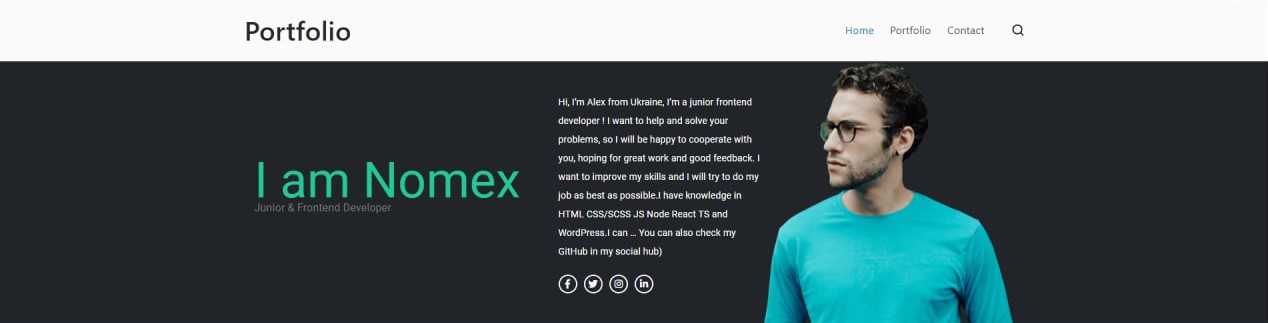 Portfolio
Home Portfolio Contact
I am Nomex
Junior & Frontend Developer
Hi, I'm Alex from Ukraine, I'm a junior frontend
developer ! I want to help and solve your
problems, so I will be happy to cooperate with
you, hoping for great work and good feedback. I
want to improve my skills and I will try to do my
job as best as possible.I have knowledge in
HTML CSS/SCSS JS Node React TS and
WordPress.I can ... You can also check my
GitHub in my social hub)